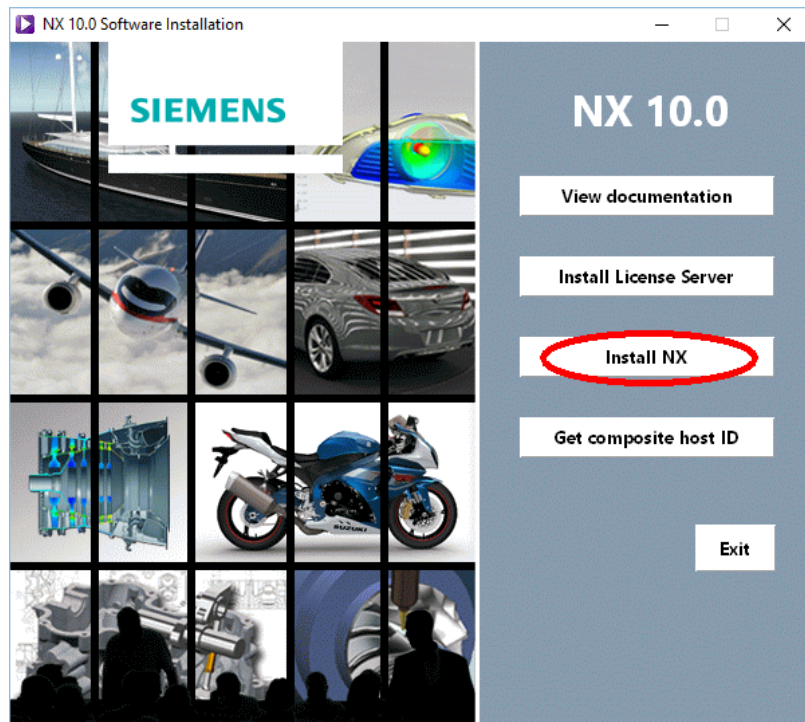 NX 10.0 Software Installation
SIEMENS
NX 10.0
View documentation
Install License Server
Install NX
Get composite host ID
SUZUKI
Exit